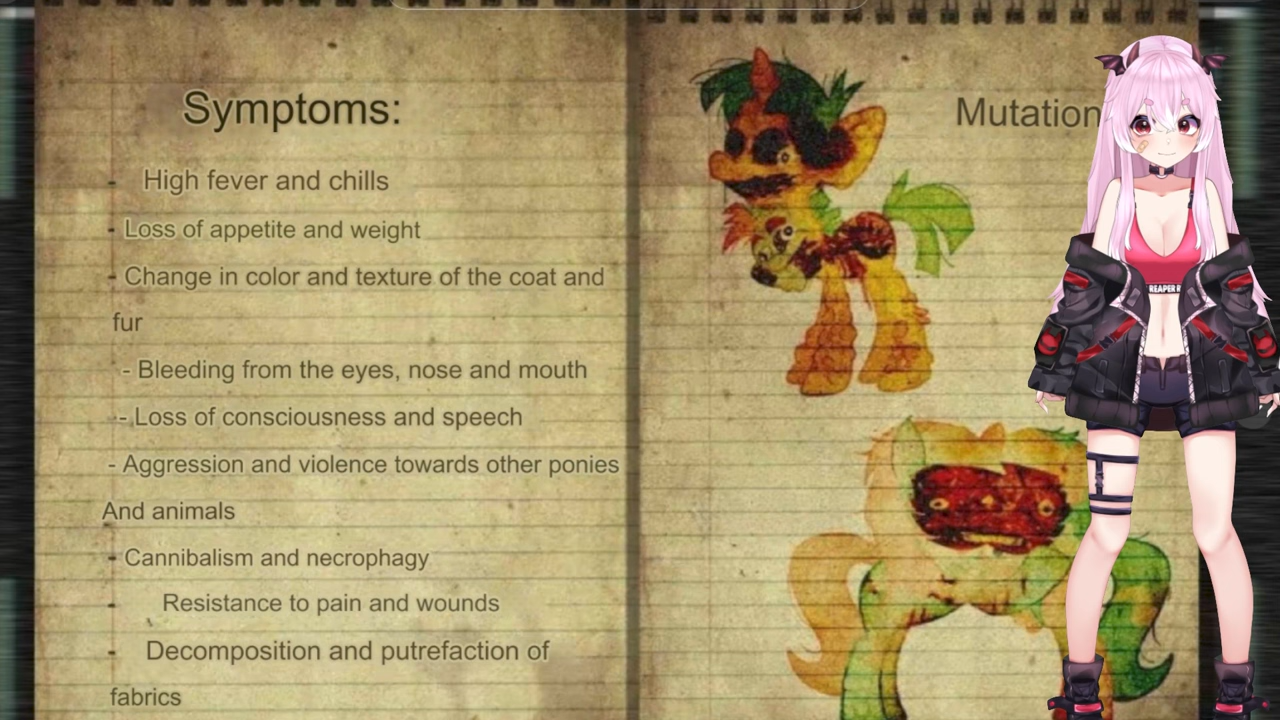 Symptoms:
- High fever and chills
- Loss of appetite and weight
- Change in color and texture of the coat and
fur
- Bleeding from the eyes, nose and mouth
- Loss of consciousness and speech
- Aggression and violence towards other ponies
And animals
- Cannibalism and necrophagy
- Resistance to pain and wounds
- Decomposition and putrefaction of
fabrics
Mutation
REAPER